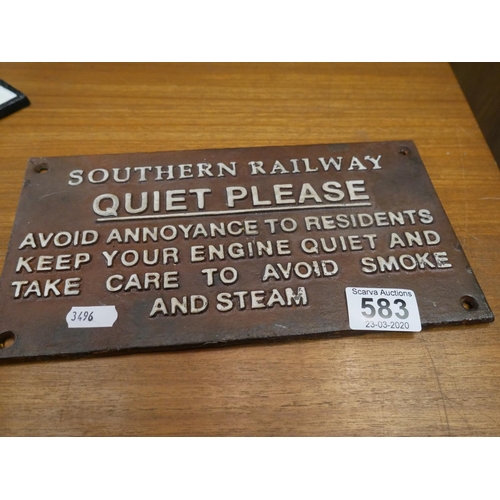 SOUTHERN RAILWAY
QUIET PLEASE
AVOID ANNOYANCE TO RESIDENTS
KEEP YOUR ENGINE QUIET AND
TAKE CARE TO AVOID SMOKE
AND STEAM
3496
Scarva Auctions
583
23-03-2020